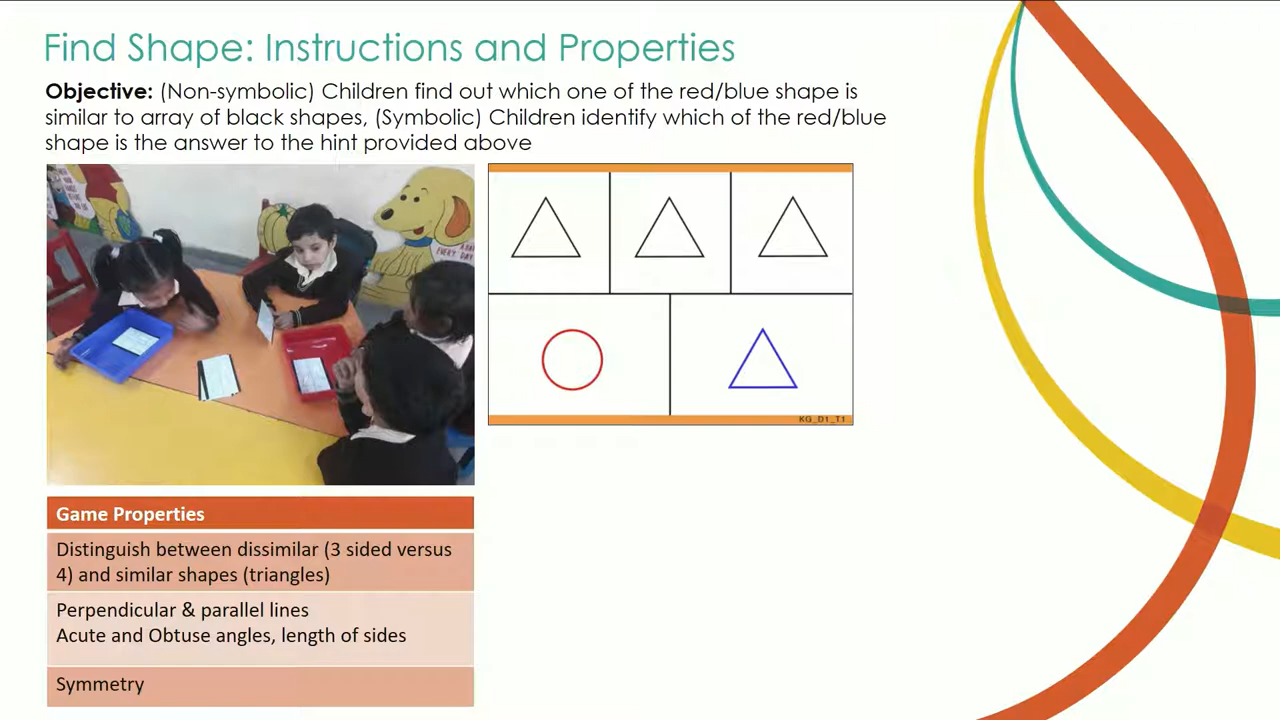 Find Shape: Instructions and Properties
Objective: (Non-symbolic) Children find out which one of the red/blue shape is
similar to array of black shapes, (Symbolic) Children identify which of the red/blue
shape is the answer to the hint provided above
EVERY DAY
KG_D1_T1
Game Properties
Distinguish between dissimilar (3 sided versus
4) and similar shapes (triangles)
Perpendicular & parallel lines
Acute and Obtuse angles, length of sides
Symmetry